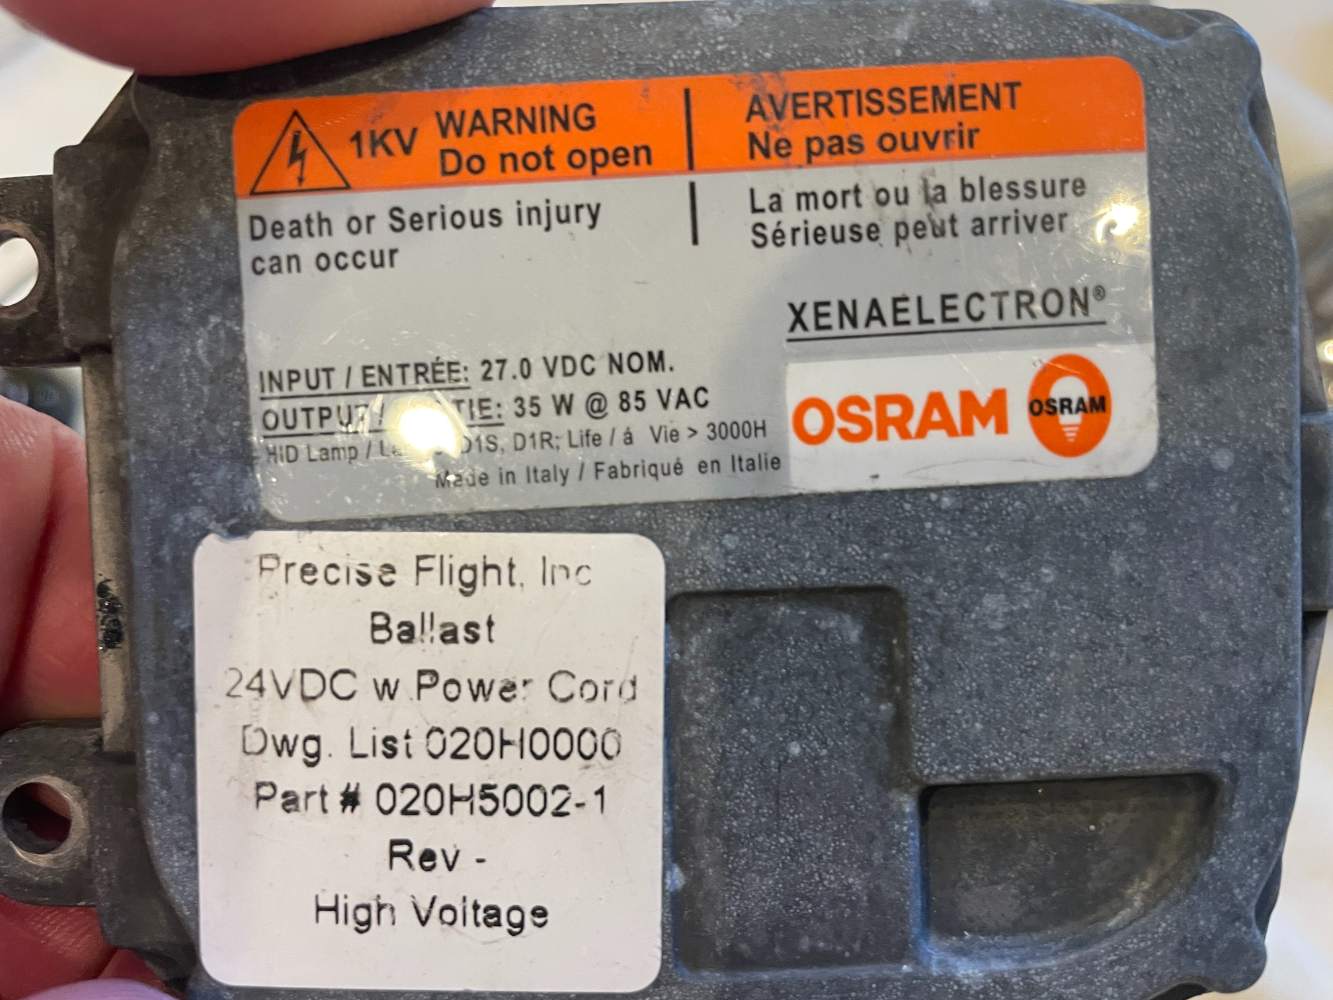 1KV WARNING
Do not open
AVERTISSEMENT
Ne pas ouvrir
Death or Serious injury
can occur
La mort ou la blessure
Sérieuse peut arriver
XENAELECTRON®
INPUT / ENTRÉE: 27.0 VDC NOM.
OUTPUT / TIE: 35 W @ 85 VAC
HID Lamp / D1S, D1R; Life / á Vie > 3000H
Made in Italy / Fabriqué en Italie
OSRAM
OSRAM
Precise Flight, Inc
Ballast
24VDC w Power Cord
Dwg. List 020H0000
Part # 020H5002-1
Rev -
High Voltage